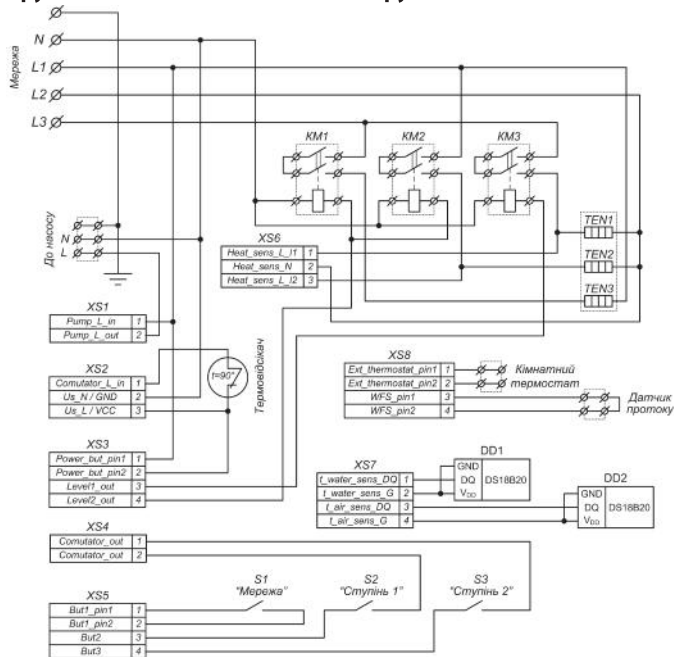 Мережа
N
L1
L2
L3
KM1
KM2
KM3
До насосу
N
L
TEN1
TEN2
TEN3
XS6
Heat_sens_L_I1 1
Heat_sens_N 2
Heat_sens_L_I2 3
XS1
Pump_L_in 1
Pump_L_out 2
XS2
Comutator_L_in 1
Us_N / GND 2
Us_L / VCC 3
t=90°
Термовідсікач
XS8
Ext_thermostat_pin1 1
Ext_thermostat_pin2 2
WFS_pin1 3
WFS_pin2 4
Кімнатний
термостат
Датчик
протоку
XS3
Power_but_pin1 1
Power_but_pin2 2
Level1_out 3
Level2_out 4
XS7
t_water_sens_DQ 1
t_water_sens_G 2
t_air_sens_DQ 3
t_air_sens_G 4
DD1
GND
DQ DS18B20
VDD
DD2
GND
DQ DS18B20
VDD
XS4
Comutator_out 1
Comutator_out 2
S1
"Мережа"
S2
"Ступінь 1"
S3
"Ступінь 2"
XS5
But1_pin1 1
But1_pin2 2
But2 3
But3 4